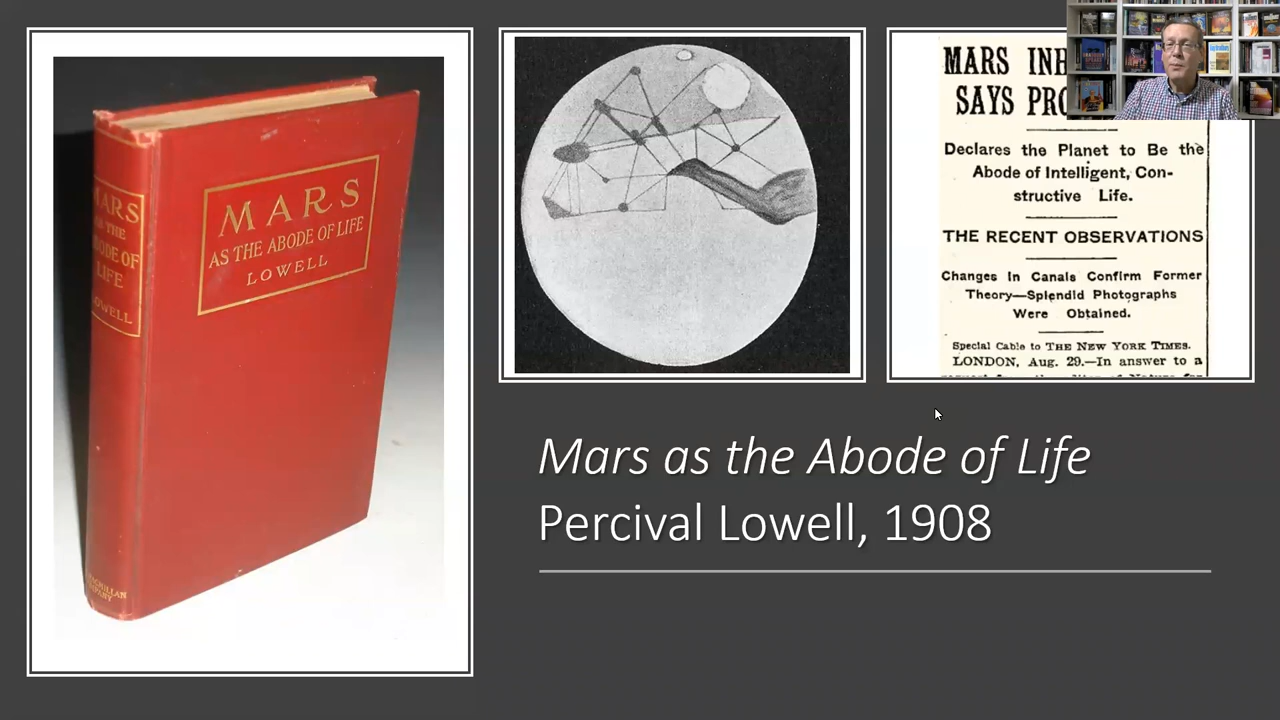 MARS
AS THE ABODE OF LIFE
LOWELL
MARS
AS THE
ABODE OF
LIFE
LOWELL
MACMILLAN
COMPANY
MARS
SAYS
Declares the Planet to Be the
Abode of Intelligent, Con-
structive Life.
THE RECENT OBSERVATIONS
Changes in Canals Confirm Former
Theory—Splendid Photographs
Were Obtained.
Special Cable to THE NEW YORK TIMES.
LONDON, Aug. 29.—In answer to a
Mars as the Abode of Life
Percival Lowell, 1908